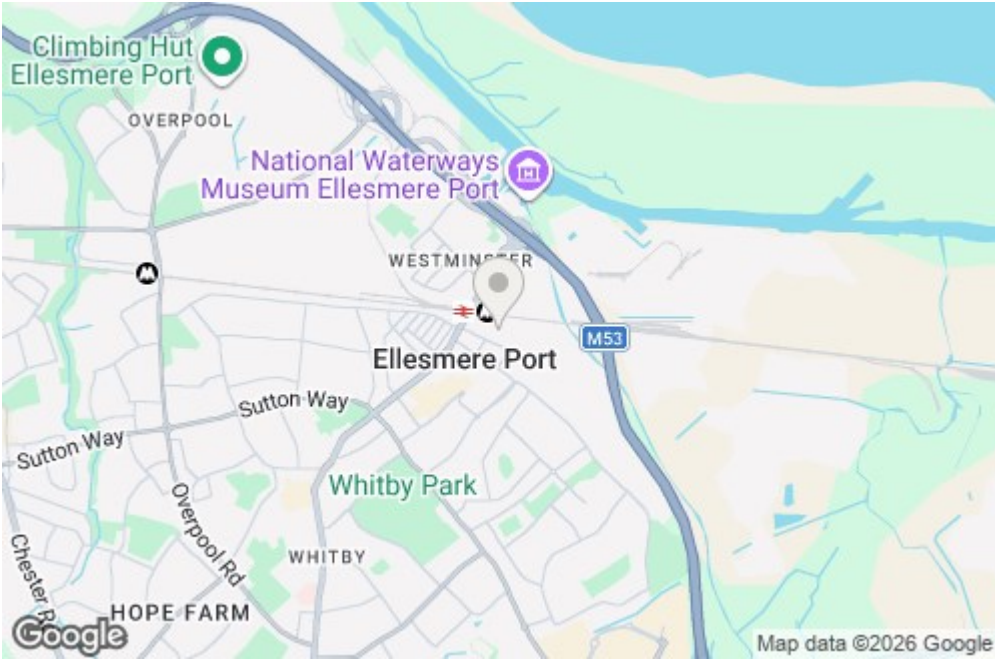 Climbing Hut
Ellesmere Port
OVERPOOL
National Waterways
Museum Ellesmere Port
WESTMINSTER
M53
Ellesmere Port
Sutton Way
Sutton Way
Whitby Park
Overpool Rd
WHITBY
Chester R
HOPE FARM
Google
Map data ©2026 Google